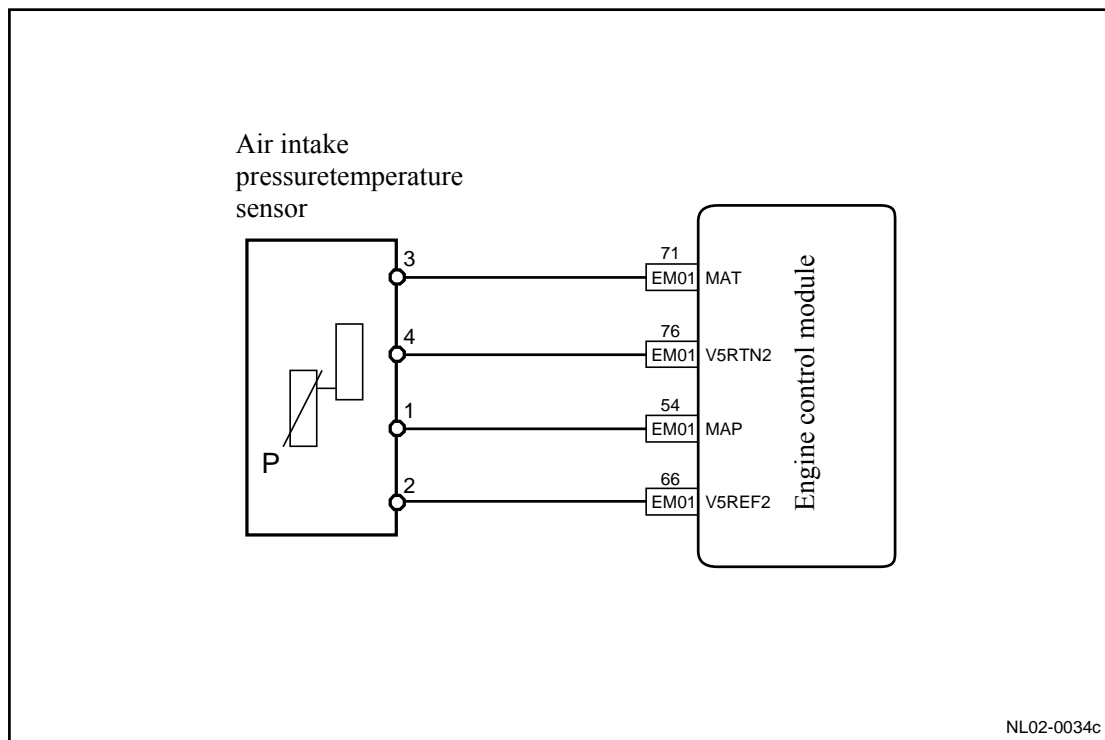 Air intake
pressuretemperature
sensor
3
71
EM01
MAT
4
76
EM01
V5RTN2
1
54
EM01
MAP
2
66
EM01
V5REF2
P
Engine control module
NL02-0034c